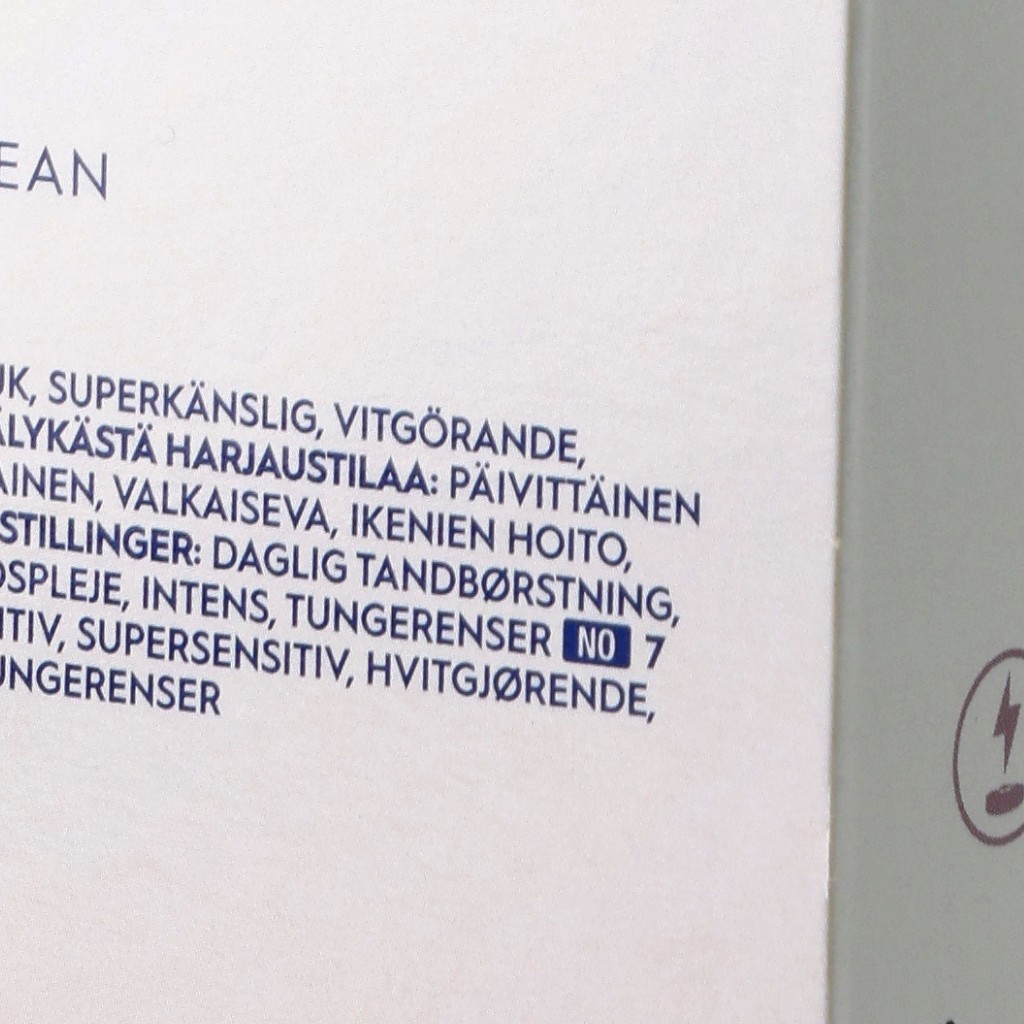 EAN
UK, SUPERKÄNSLIG, VITGÖRANDE,
ÄLYKÄSTÄ HARJAUSTILAA: PÄIVITTÄINEN
AINEN, VALKAISEVA, IKENIEN HOITO,
STILLINGER: DAGLIG TANDBØRSTNING,
DSPLEJE, INTENS, TUNGERENSER NO 7
ITIV, SUPERSENSITIV, HVITGJØRENDE,
UNGERENSER